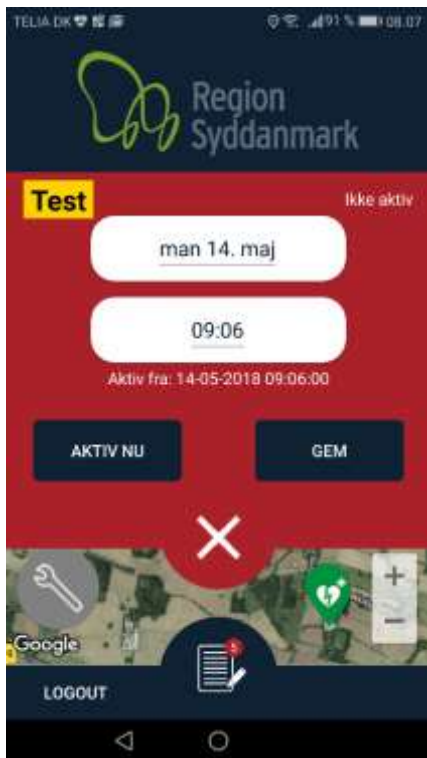 TELIA DK
91 %
08.07
Region
Syddanmark
Test
Ikke aktiv
man 14. maj
09:06
Aktiv fra: 14-05-2018 09:06:00
AKTIV NU
GEM
Google
LOGOUT